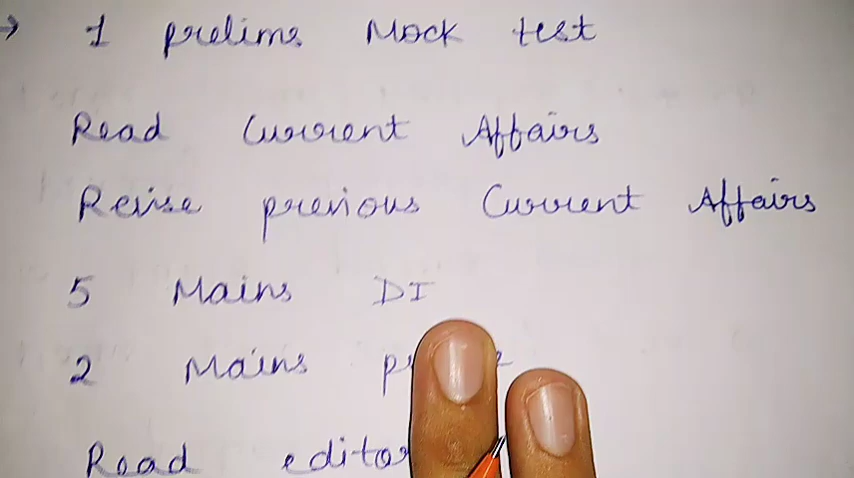 → 1 prelims Mock test
Read Current Affairs
Revise previous Current Affairs
5 Mains DI
2 Mains
Read